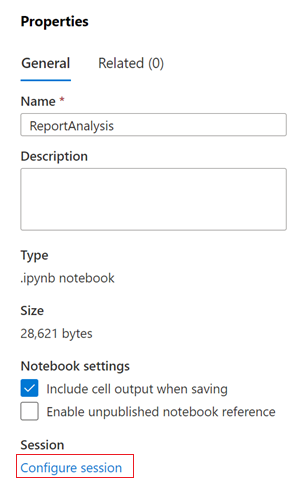 Properties
General Related (0)
Name *
ReportAnalysis
Description
Type
.ipynb notebook
Size
28,621 bytes
Notebook settings
Include cell output when saving
Enable unpublished notebook reference
Session
Configure session